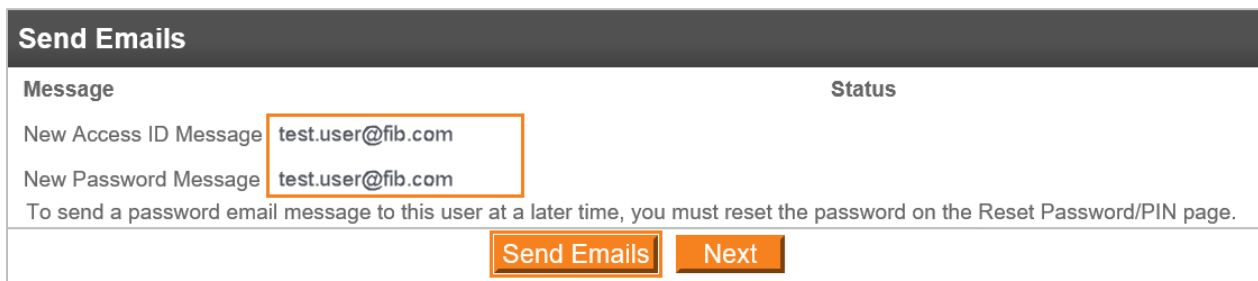 Send Emails
Message Status
New Access ID Message test.user@fib.com
New Password Message test.user@fib.com
To send a password email message to this user at a later time, you must reset the password on the Reset Password/PIN page.
Send Emails Next